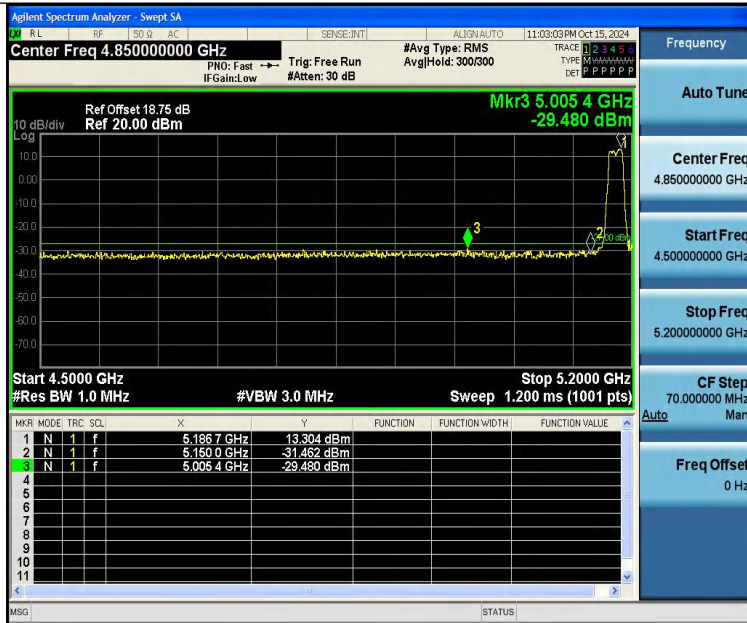 Agilent Spectrum Analyzer - Swept SA
RL RF 50 Ω AC SENSE:INT ALIGN AUTO 11:03:03 PM Oct 15, 2024
Center Freq 4.850000000 GHz
PNO: Fast
IFGain:Low
Trig: Free Run
#Atten: 30 dB
#Avg Type: RMS
Avg|Hold: 300/300
TRACE 1 2 3 4 5 6
TYPE M
DET P P P P P P
Frequency
Auto Tune
Center Freq
4.850000000 GHz
Start Freq
4.500000000 GHz
Stop Freq
5.200000000 GHz
CF Step
70.000000 MHz
Auto Man
Freq Offset
0 Hz
Ref Offset 18.75 dB
10 dB/div Ref 20.00 dBm
Log
Mkr3 5.005 4 GHz
-29.480 dBm
10.0
0.00
-10.0
-20.0
-30.0
-40.0
-50.0
-60.0
-70.0
1
2
3
Start 4.5000 GHz
Stop 5.2000 GHz
#Res BW 1.0 MHz
#VBW 3.0 MHz
Sweep 1.200 ms (1001 pts)
MKR MODE TRC SCL X Y FUNCTION FUNCTION WIDTH FUNCTION VALUE
1 N 1 f 5.186 7 GHz 13.304 dBm
2 N 1 f 5.150 0 GHz -31.462 dBm
3 N 1 f 5.005 4 GHz -29.480 dBm
4
5
6
7
8
9
10
11
MSG
STATUS